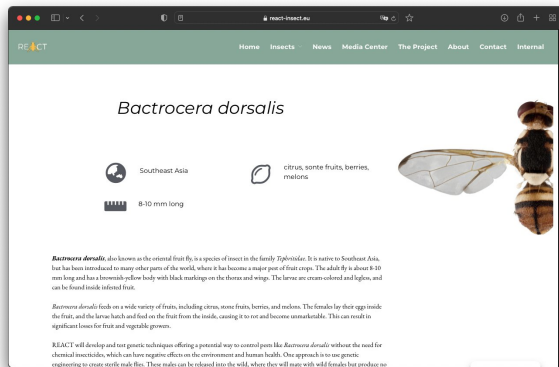 react-insect.eu
REACT
Home Insects News Media Center The Project About Contact Internal
Bactrocera dorsalis
Southeast Asia
citrus, sonte fruits, berries,
melons
8-10 mm long
Bactrocera dorsalis, also known as the oriental fruit fly, is a species of insect in the family Tephritidae. It is native to Southeast Asia,
but has been introduced to many other parts of the world, where it has become a major pest of fruit crops. The adult fly is about 8-10
mm long and has a brownish-yellow body with black markings on the thorax and wings. The larvae are cream-colored and legless, and
can be found inside infested fruit.
Bactrocera dorsalis feeds on a wide variety of fruits, including citrus, stone fruits, berries, and melons. The females lay their eggs inside
the fruit, and the larvae hatch and feed on the fruit from the inside, causing it to rot and become unmarketable. This can result in
significant losses for fruit and vegetable growers.
REACT will develop and test genetic techniques offering a potential way to control pests like Bactrocera dorsalis without the need for
chemical insecticides, which can have negative effects on the environment and human health. One approach is to use genetic
engineering to create sterile male flies. These males can be released into the wild, where they will mate with wild females but produce no